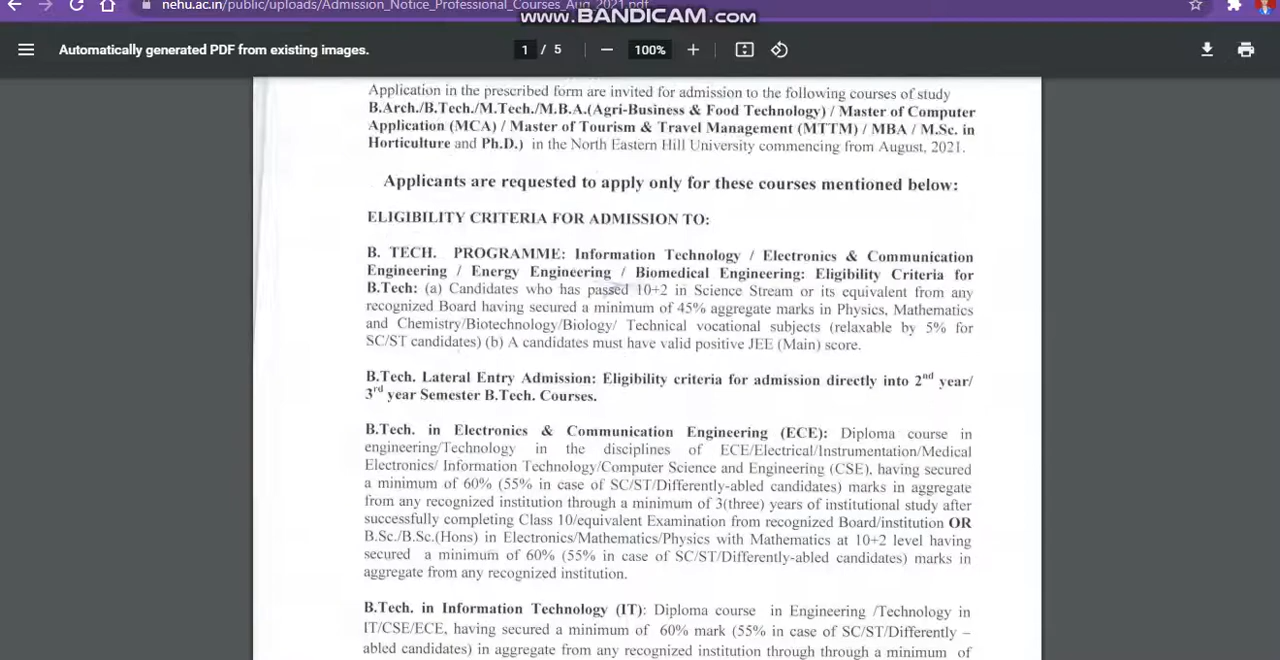 nehu.ac.in/public/uploads/Admission_Notice_Professional_Courses_Aug_2021.pdf
www.BANDICAM.com
Automatically generated PDF from existing images.
1 / 5
100%
Application in the prescribed form are invited for admission to the following courses of study
B.Arch./B.Tech./M.Tech./M.B.A.(Agri-Business & Food Technology) / Master of Computer
Application (MCA) / Master of Tourism & Travel Management (MTTM) / MBA / M.Sc. in
Horticulture and Ph.D.) in the North Eastern Hill University commencing from August, 2021.
Applicants are requested to apply only for these courses mentioned below:
ELIGIBILITY CRITERIA FOR ADMISSION TO:
B. TECH. PROGRAMME: Information Technology / Electronics & Communication
Engineering / Energy Engineering / Biomedical Engineering: Eligibility Criteria for
B.Tech: (a) Candidates who has passed 10+2 in Science Stream or its equivalent from any
recognized Board having secured a minimum of 45% aggregate marks in Physics, Mathematics
and Chemistry/Biotechnology/Biology/ Technical vocational subjects (relaxable by 5% for
SC/ST candidates) (b) A candidates must have valid positive JEE (Main) score.
B.Tech. Lateral Entry Admission: Eligibility criteria for admission directly into 2nd year/
3rd year Semester B.Tech. Courses.
B.Tech. in Electronics & Communication Engineering (ECE): Diploma course in
engineering/Technology in the disciplines of ECE/Electrical/Instrumentation/Medical
Electronics/ Information Technology/Computer Science and Engineering (CSE), having secured
a minimum of 60% (55% in case of SC/ST/Differently-abled candidates) marks in aggregate
from any recognized institution through a minimum of 3(three) years of institutional study after
successfully completing Class 10/equivalent Examination from recognized Board/institution OR
B.Sc./B.Sc.(Hons) in Electronics/Mathematics/Physics with Mathematics at 10+2 level having
secured a minimum of 60% (55% in case of SC/ST/Differently-abled candidates) marks in
aggregate from any recognized institution.
B.Tech. in Information Technology (IT): Diploma course in Engineering /Technology in
IT/CSE/ECE, having secured a minimum of 60% mark (55% in case of SC/ST/Differently –
abled candidates) in aggregate from any recognized institution through through a minimum of